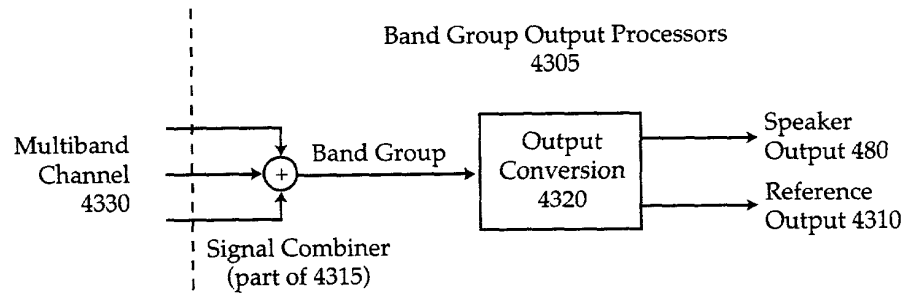 Band Group Output Processors
4305
Multiband
Channel
4330
+
Band Group
Output
Conversion
4320
Speaker
Output 480
Reference
Output 4310
Signal Combiner
(part of 4315)